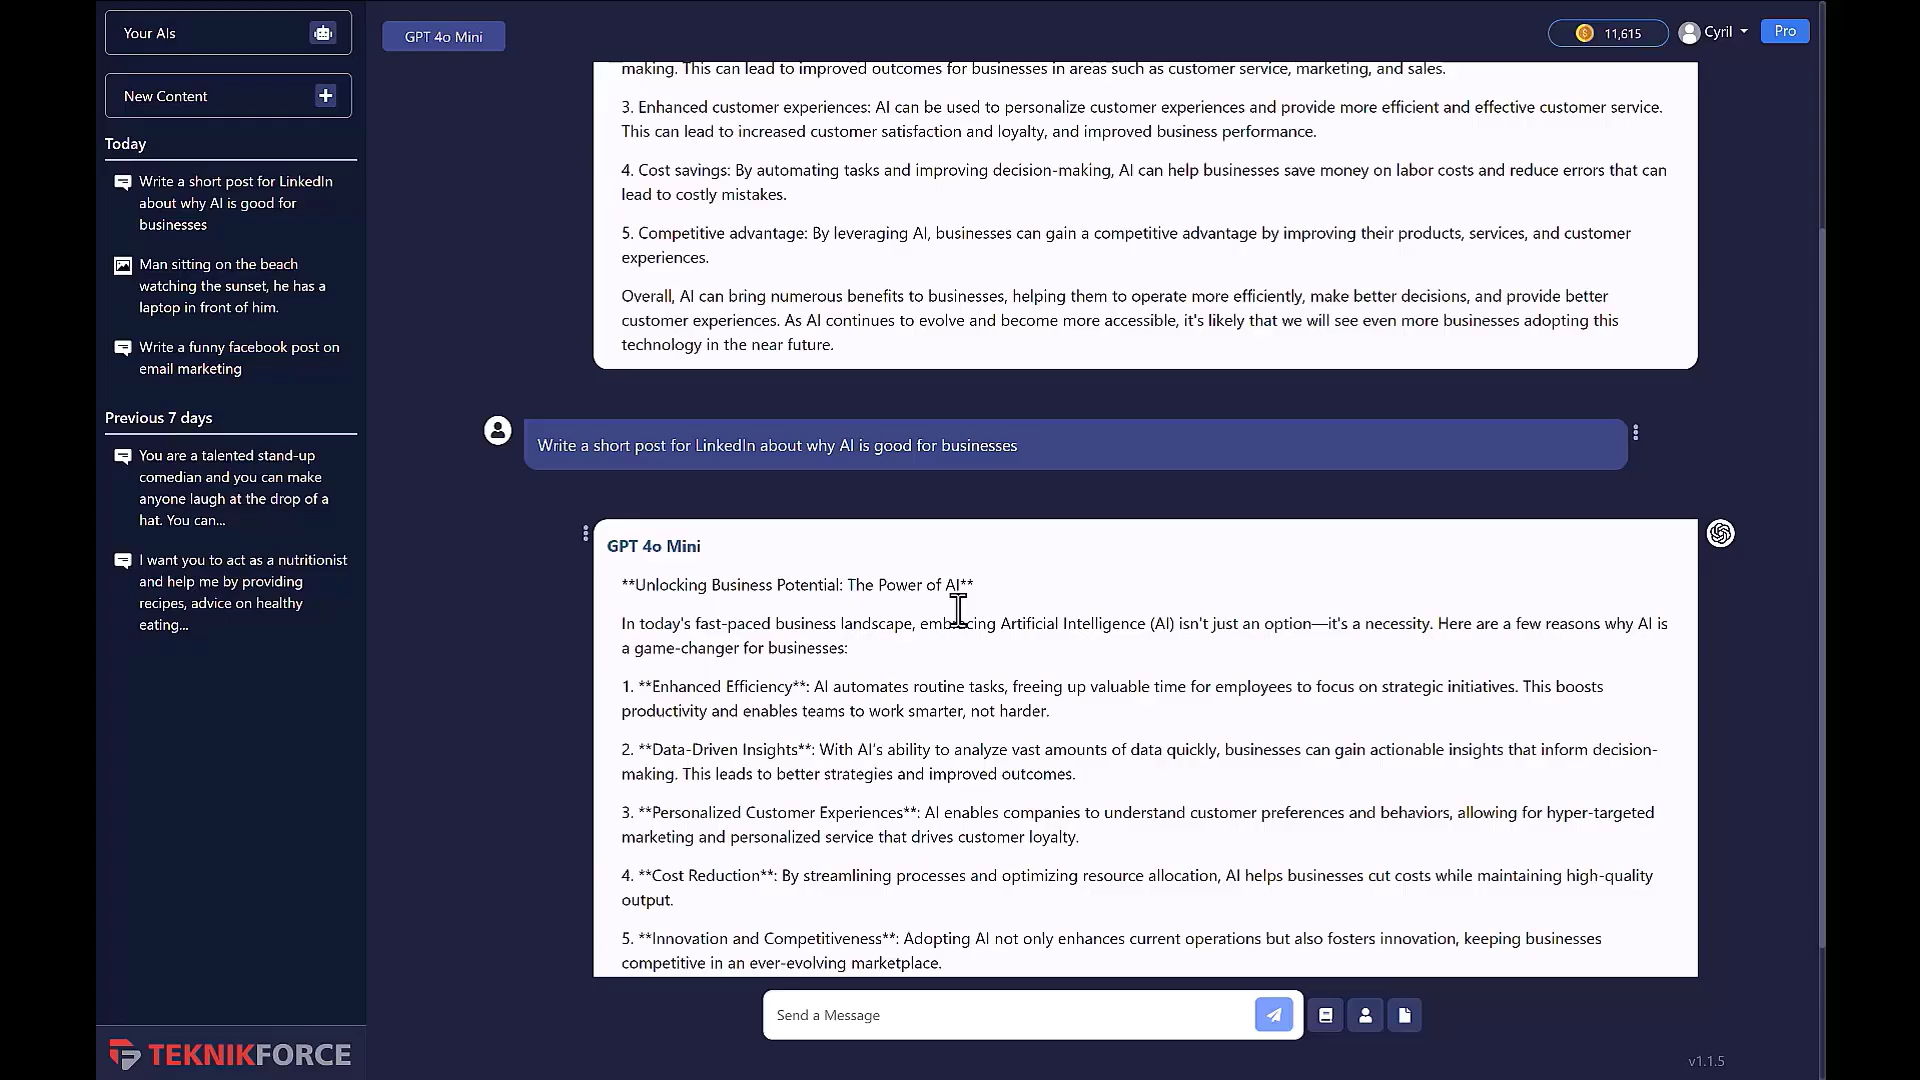 Your AIs
New Content
Today
Write a short post for LinkedIn
about why AI is good for
businesses
Man sitting on the beach
watching the sunset, he has a
laptop in front of him.
Write a funny facebook post on
email marketing
Previous 7 days
You are a talented stand-up
comedian and you can make
anyone laugh at the drop of a
hat. You can...
I want you to act as a nutritionist
and help me by providing
recipes, advice on healthy
eating...
TEKNIKFORCE
GPT 4o Mini
11,615
Cyril
Pro
making. This can lead to improved outcomes for businesses in areas such as customer service, marketing, and sales.
3. Enhanced customer experiences: AI can be used to personalize customer experiences and provide more efficient and effective customer service.
This can lead to increased customer satisfaction and loyalty, and improved business performance.
4. Cost savings: By automating tasks and improving decision-making, AI can help businesses save money on labor costs and reduce errors that can
lead to costly mistakes.
5. Competitive advantage: By leveraging AI, businesses can gain a competitive advantage by improving their products, services, and customer
experiences.
Overall, AI can bring numerous benefits to businesses, helping them to operate more efficiently, make better decisions, and provide better
customer experiences. As AI continues to evolve and become more accessible, it's likely that we will see even more businesses adopting this
technology in the near future.
Write a short post for LinkedIn about why AI is good for businesses
GPT 4o Mini
**Unlocking Business Potential: The Power of AI**
In today's fast-paced business landscape, embracing Artificial Intelligence (AI) isn't just an option—it's a necessity. Here are a few reasons why AI is
a game-changer for businesses:
1. **Enhanced Efficiency**: AI automates routine tasks, freeing up valuable time for employees to focus on strategic initiatives. This boosts
productivity and enables teams to work smarter, not harder.
2. **Data-Driven Insights**: With AI's ability to analyze vast amounts of data quickly, businesses can gain actionable insights that inform decision-
making. This leads to better strategies and improved outcomes.
3. **Personalized Customer Experiences**: AI enables companies to understand customer preferences and behaviors, allowing for hyper-targeted
marketing and personalized service that drives customer loyalty.
4. **Cost Reduction**: By streamlining processes and optimizing resource allocation, AI helps businesses cut costs while maintaining high-quality
output.
5. **Innovation and Competitiveness**: Adopting AI not only enhances current operations but also fosters innovation, keeping businesses
competitive in an ever-evolving marketplace.
Send a Message
v1.1.5